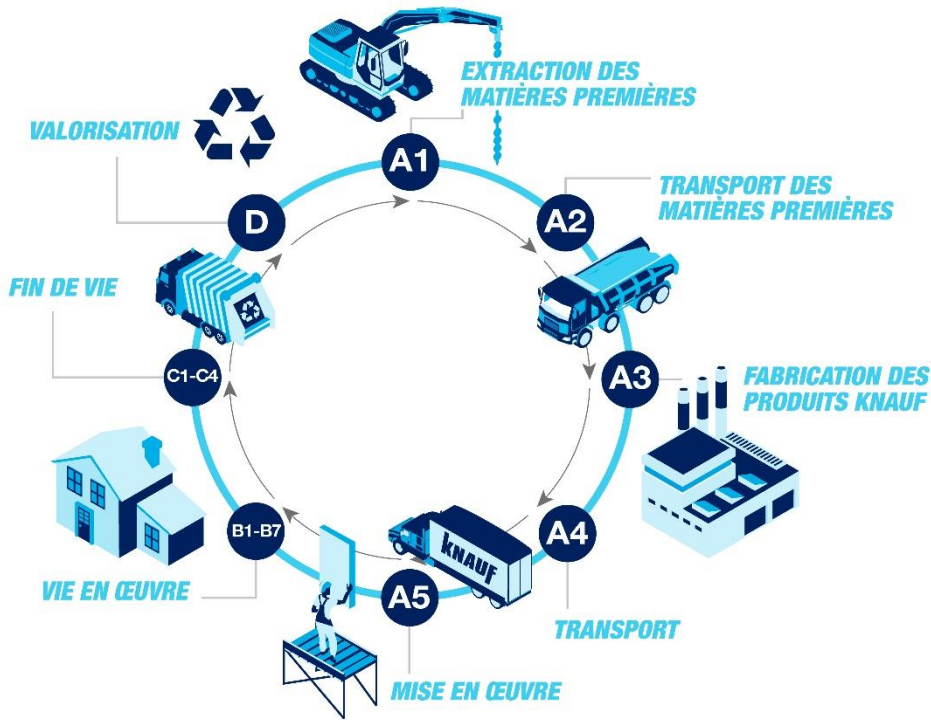 EXTRACTION DES
MATIÈRES PREMIÈRES
A1
VALORISATION
D
A2
TRANSPORT DES
MATIÈRES PREMIÈRES
FIN DE VIE
C1-C4
A3
FABRICATION DES
PRODUITS KNAUF
B1-B7
VIE EN ŒUVRE
KNAUF
A4
TRANSPORT
A5
MISE EN ŒUVRE